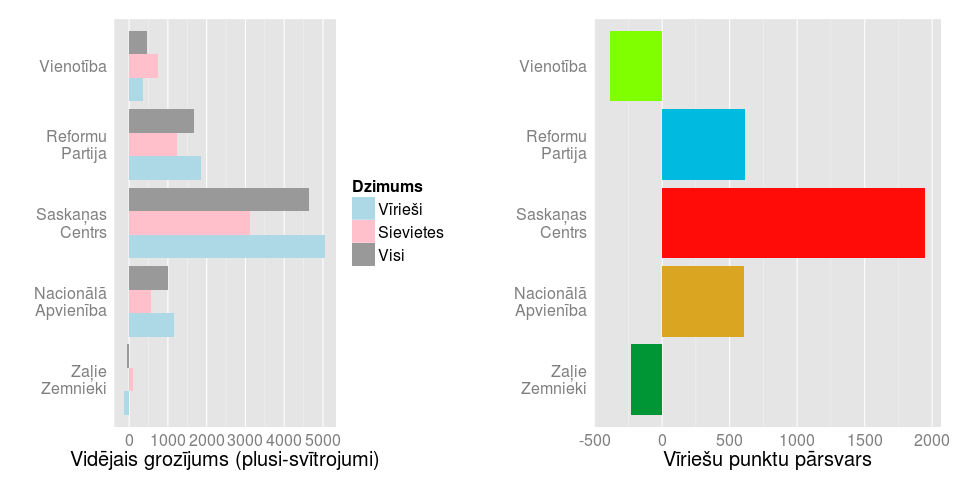 Vienotība
Reformu
Partija
Saskaņas
Centrs
Nacionālā
Apvienība
Zaļie
Zemnieki
0 1000 2000 3000 4000 5000
Vidējais grozījums (plusi-svītrojumi)
Dzimums
Vīrieši
Sievietes
Visi
Vienotība
Reformu
Partija
Saskaņas
Centrs
Nacionālā
Apvienība
Zaļie
Zemnieki
-500 0 500 1000 1500 2000
Vīriešu punktu pārsvars